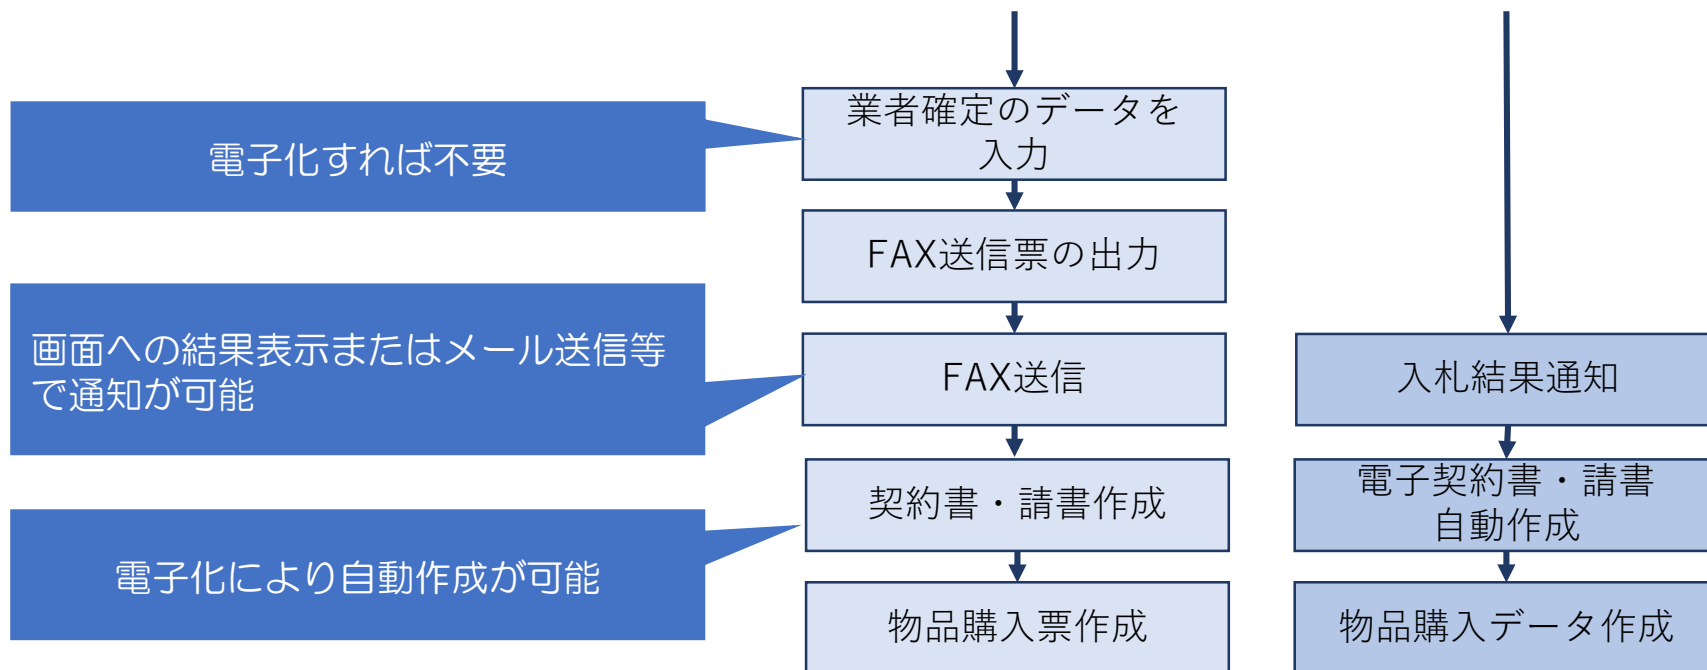 電子化すれば不要
画面への結果表示またはメール送信等
で通知が可能
電子化により自動作成が可能
業者確定のデータを
入力
FAX送信票の出力
FAX送信
契約書・請書作成
物品購入票作成
入札結果通知
電子契約書・請書
自動作成
物品購入データ作成